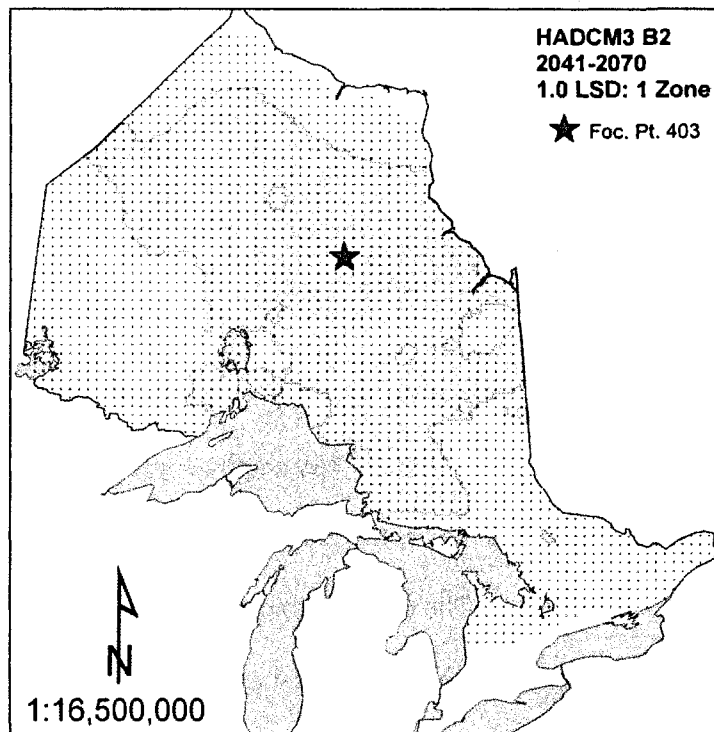 HADCM3 B2
2041-2070
1.0 LSD: 1 Zone
Foc. Pt. 403
N
1:16,500,000